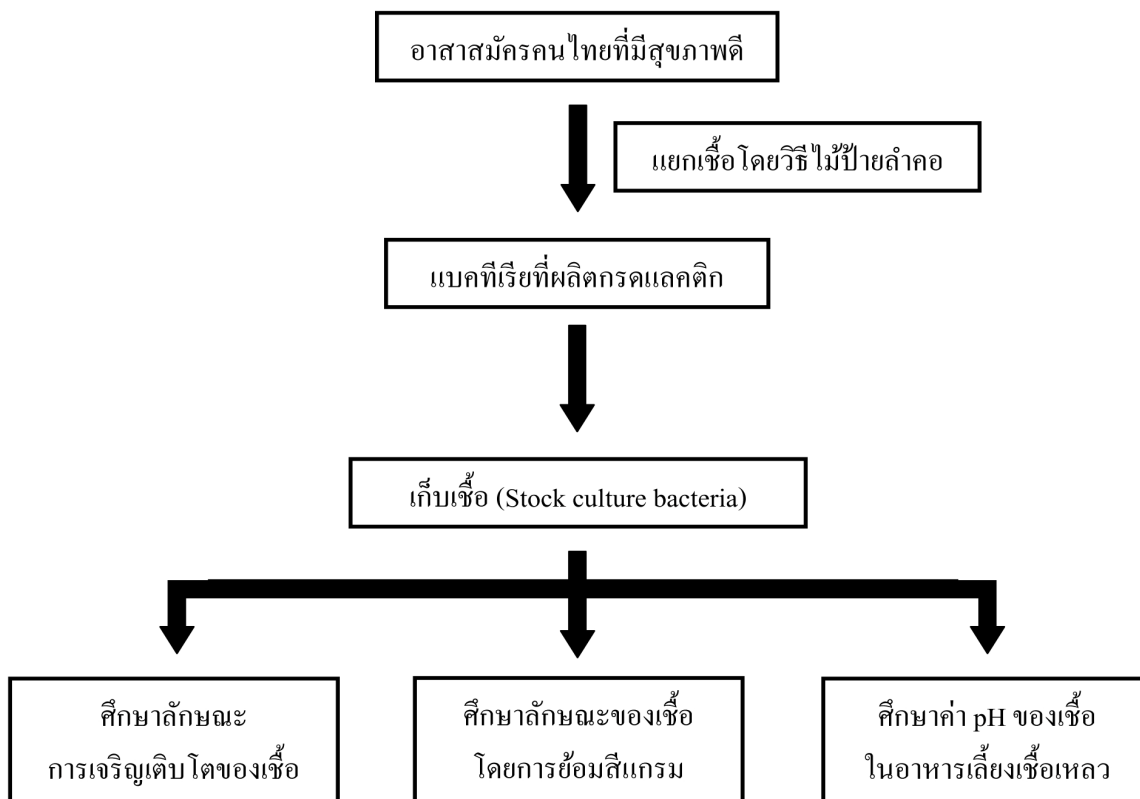 อาสาสมัครคนไทยที่มีสุขภาพดี
แยกเชื้อโดยวิธีไม้ป้ายลำคอ
แบคทีเรียที่ผลิตกรดแลคติก
เก็บเชื้อ (Stock culture bacteria)
ศึกษาลักษณะ
การเจริญเติบโตของเชื้อ
ศึกษาลักษณะของเชื้อ
โดยการย้อมสีแกรม
ศึกษาค่า pH ของเชื้อ
ในอาหารเลี้ยงเชื้อเหลว